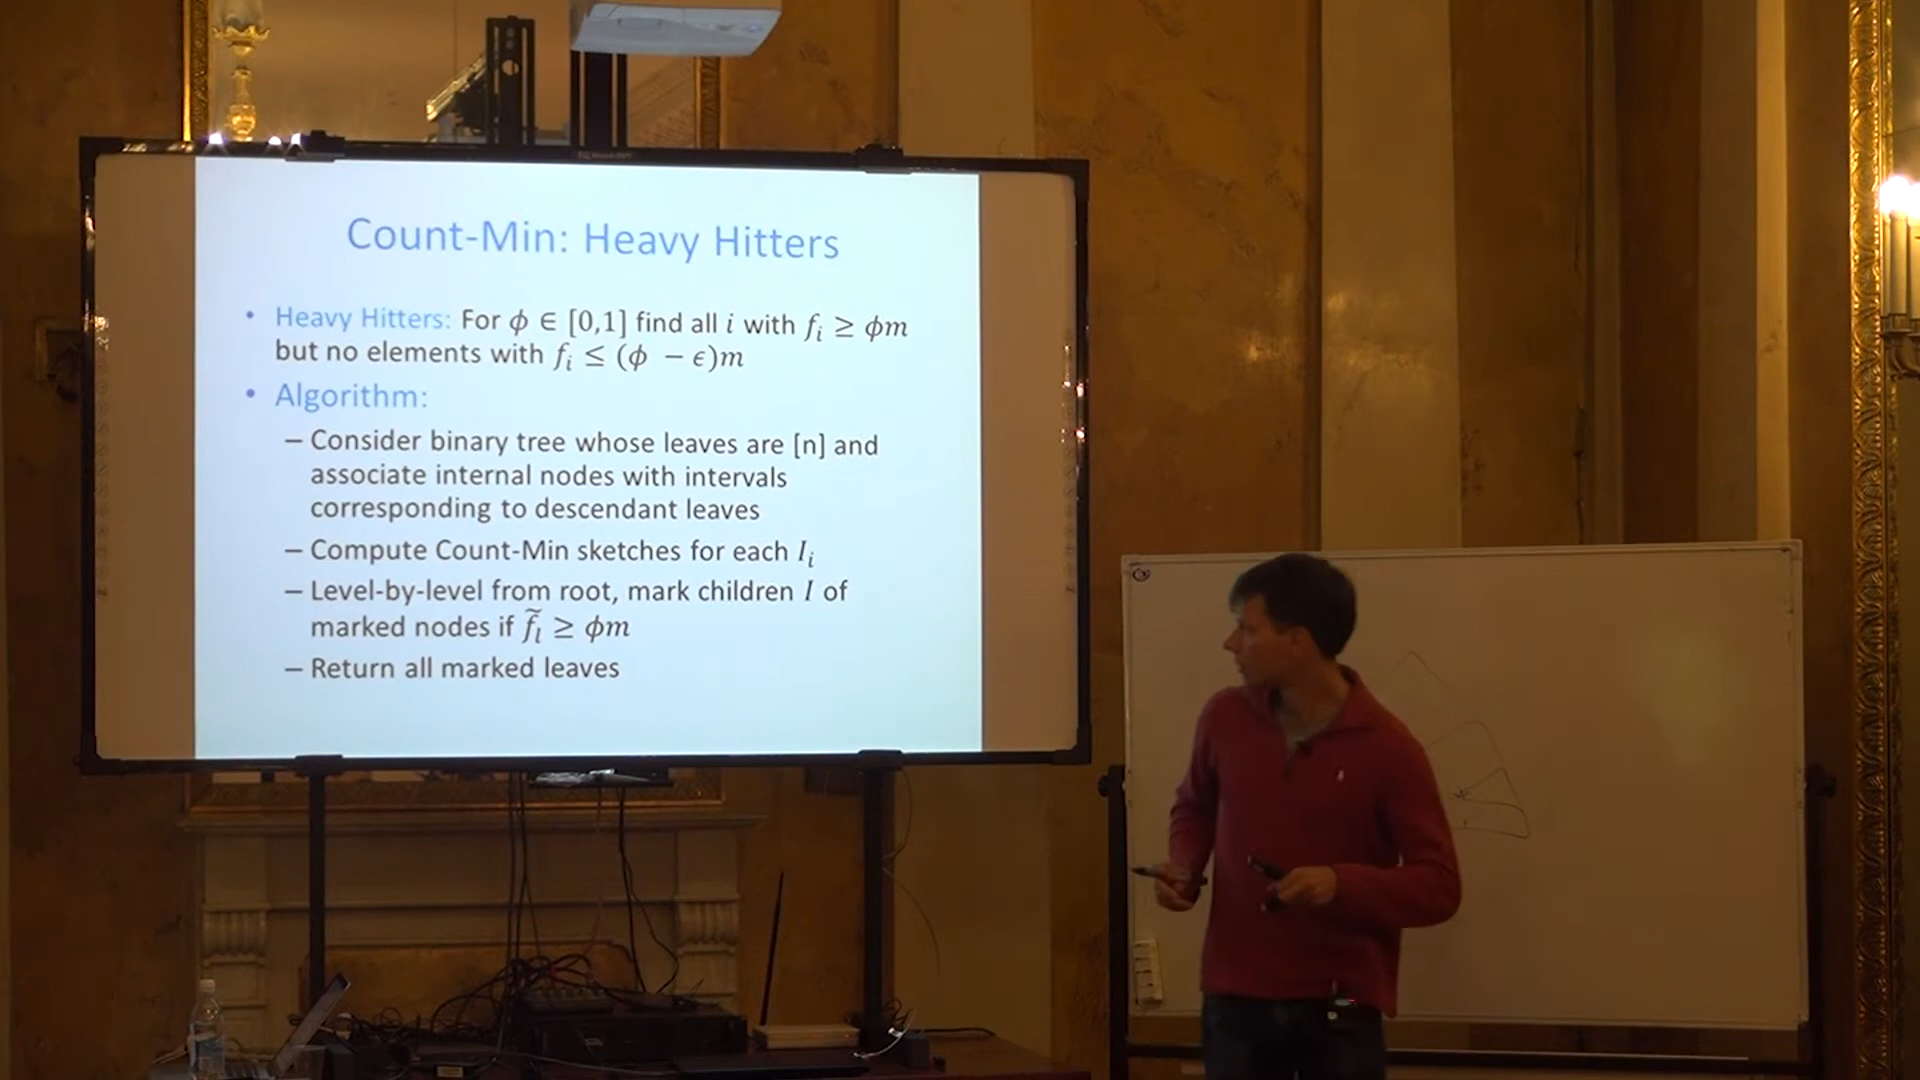 Count-Min: Heavy Hitters
• Heavy Hitters: For ϕ ∈ [0,1] find all i with fᵢ ≥ ϕm
but no elements with fᵢ ≤ (ϕ − ϵ)m
• Algorithm:
– Consider binary tree whose leaves are [n] and
associate internal nodes with intervals
corresponding to descendant leaves
– Compute Count-Min sketches for each Iᵢ
– Level-by-level from root, mark children I of
marked nodes if f̃ₗ ≥ ϕm
– Return all marked leaves